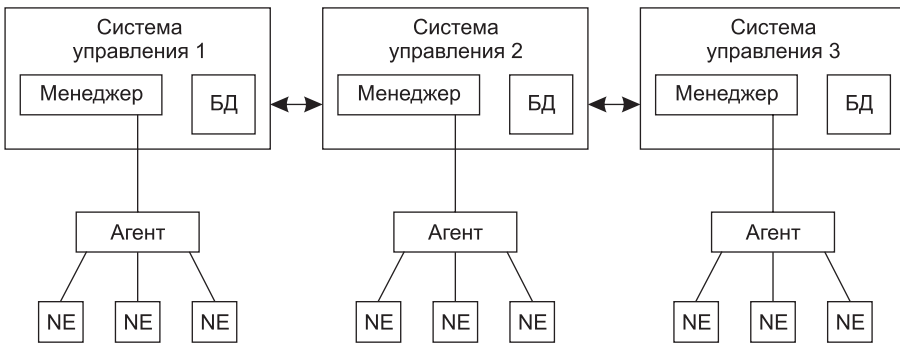 Система
управления 1
Менеджер
БД
Система
управления 2
Менеджер
БД
Система
управления 3
Менеджер
БД
Агент
Агент
Агент
NE NE NE
NE NE NE
NE NE NE